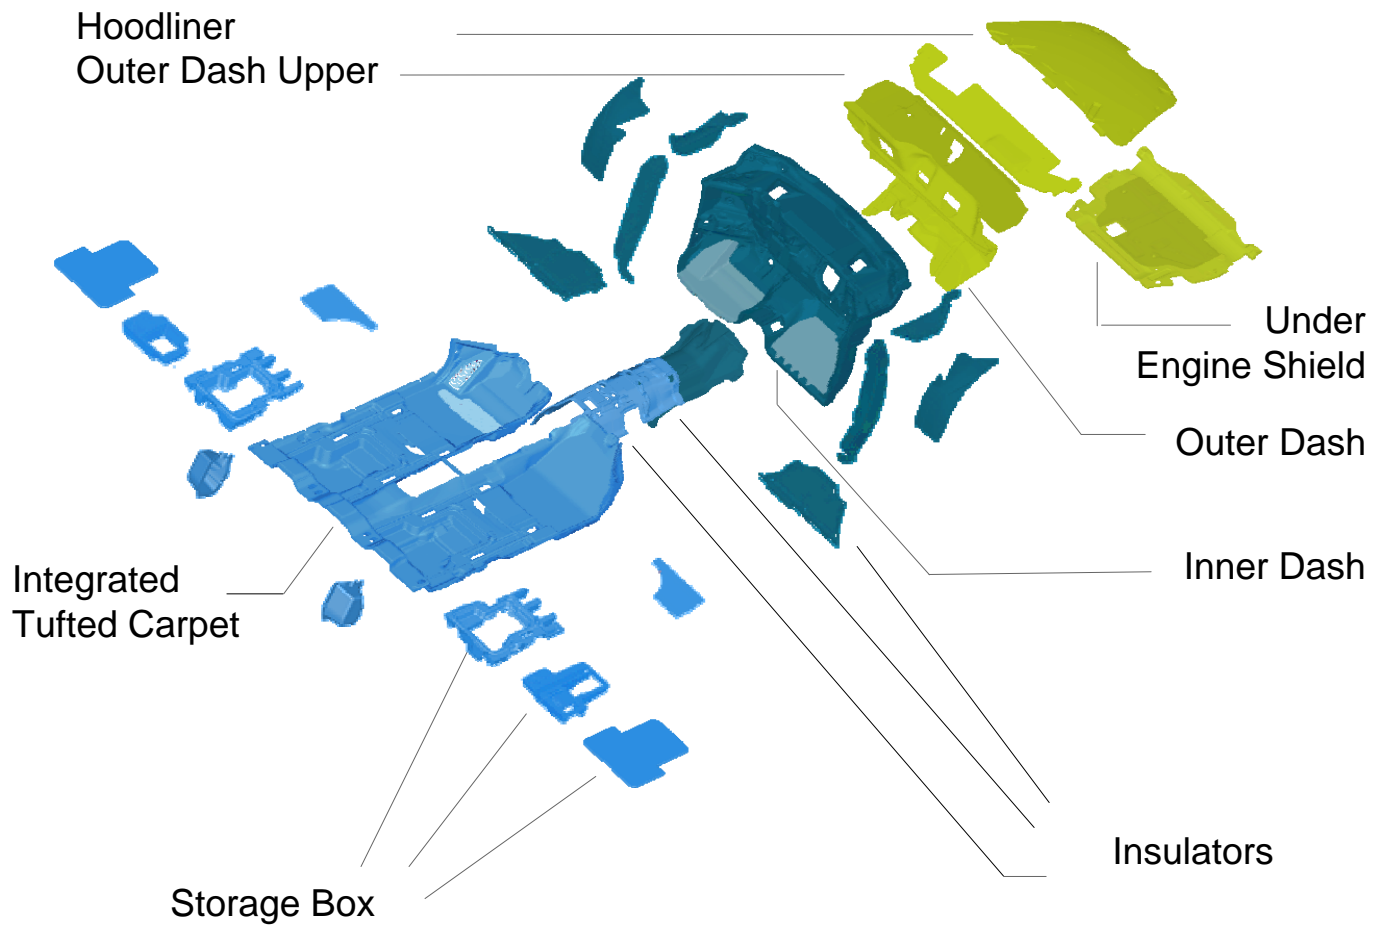 Hoodliner
Outer Dash Upper
Under
Engine Shield
Outer Dash
Inner Dash
Integrated
Tufted Carpet
Insulators
Storage Box